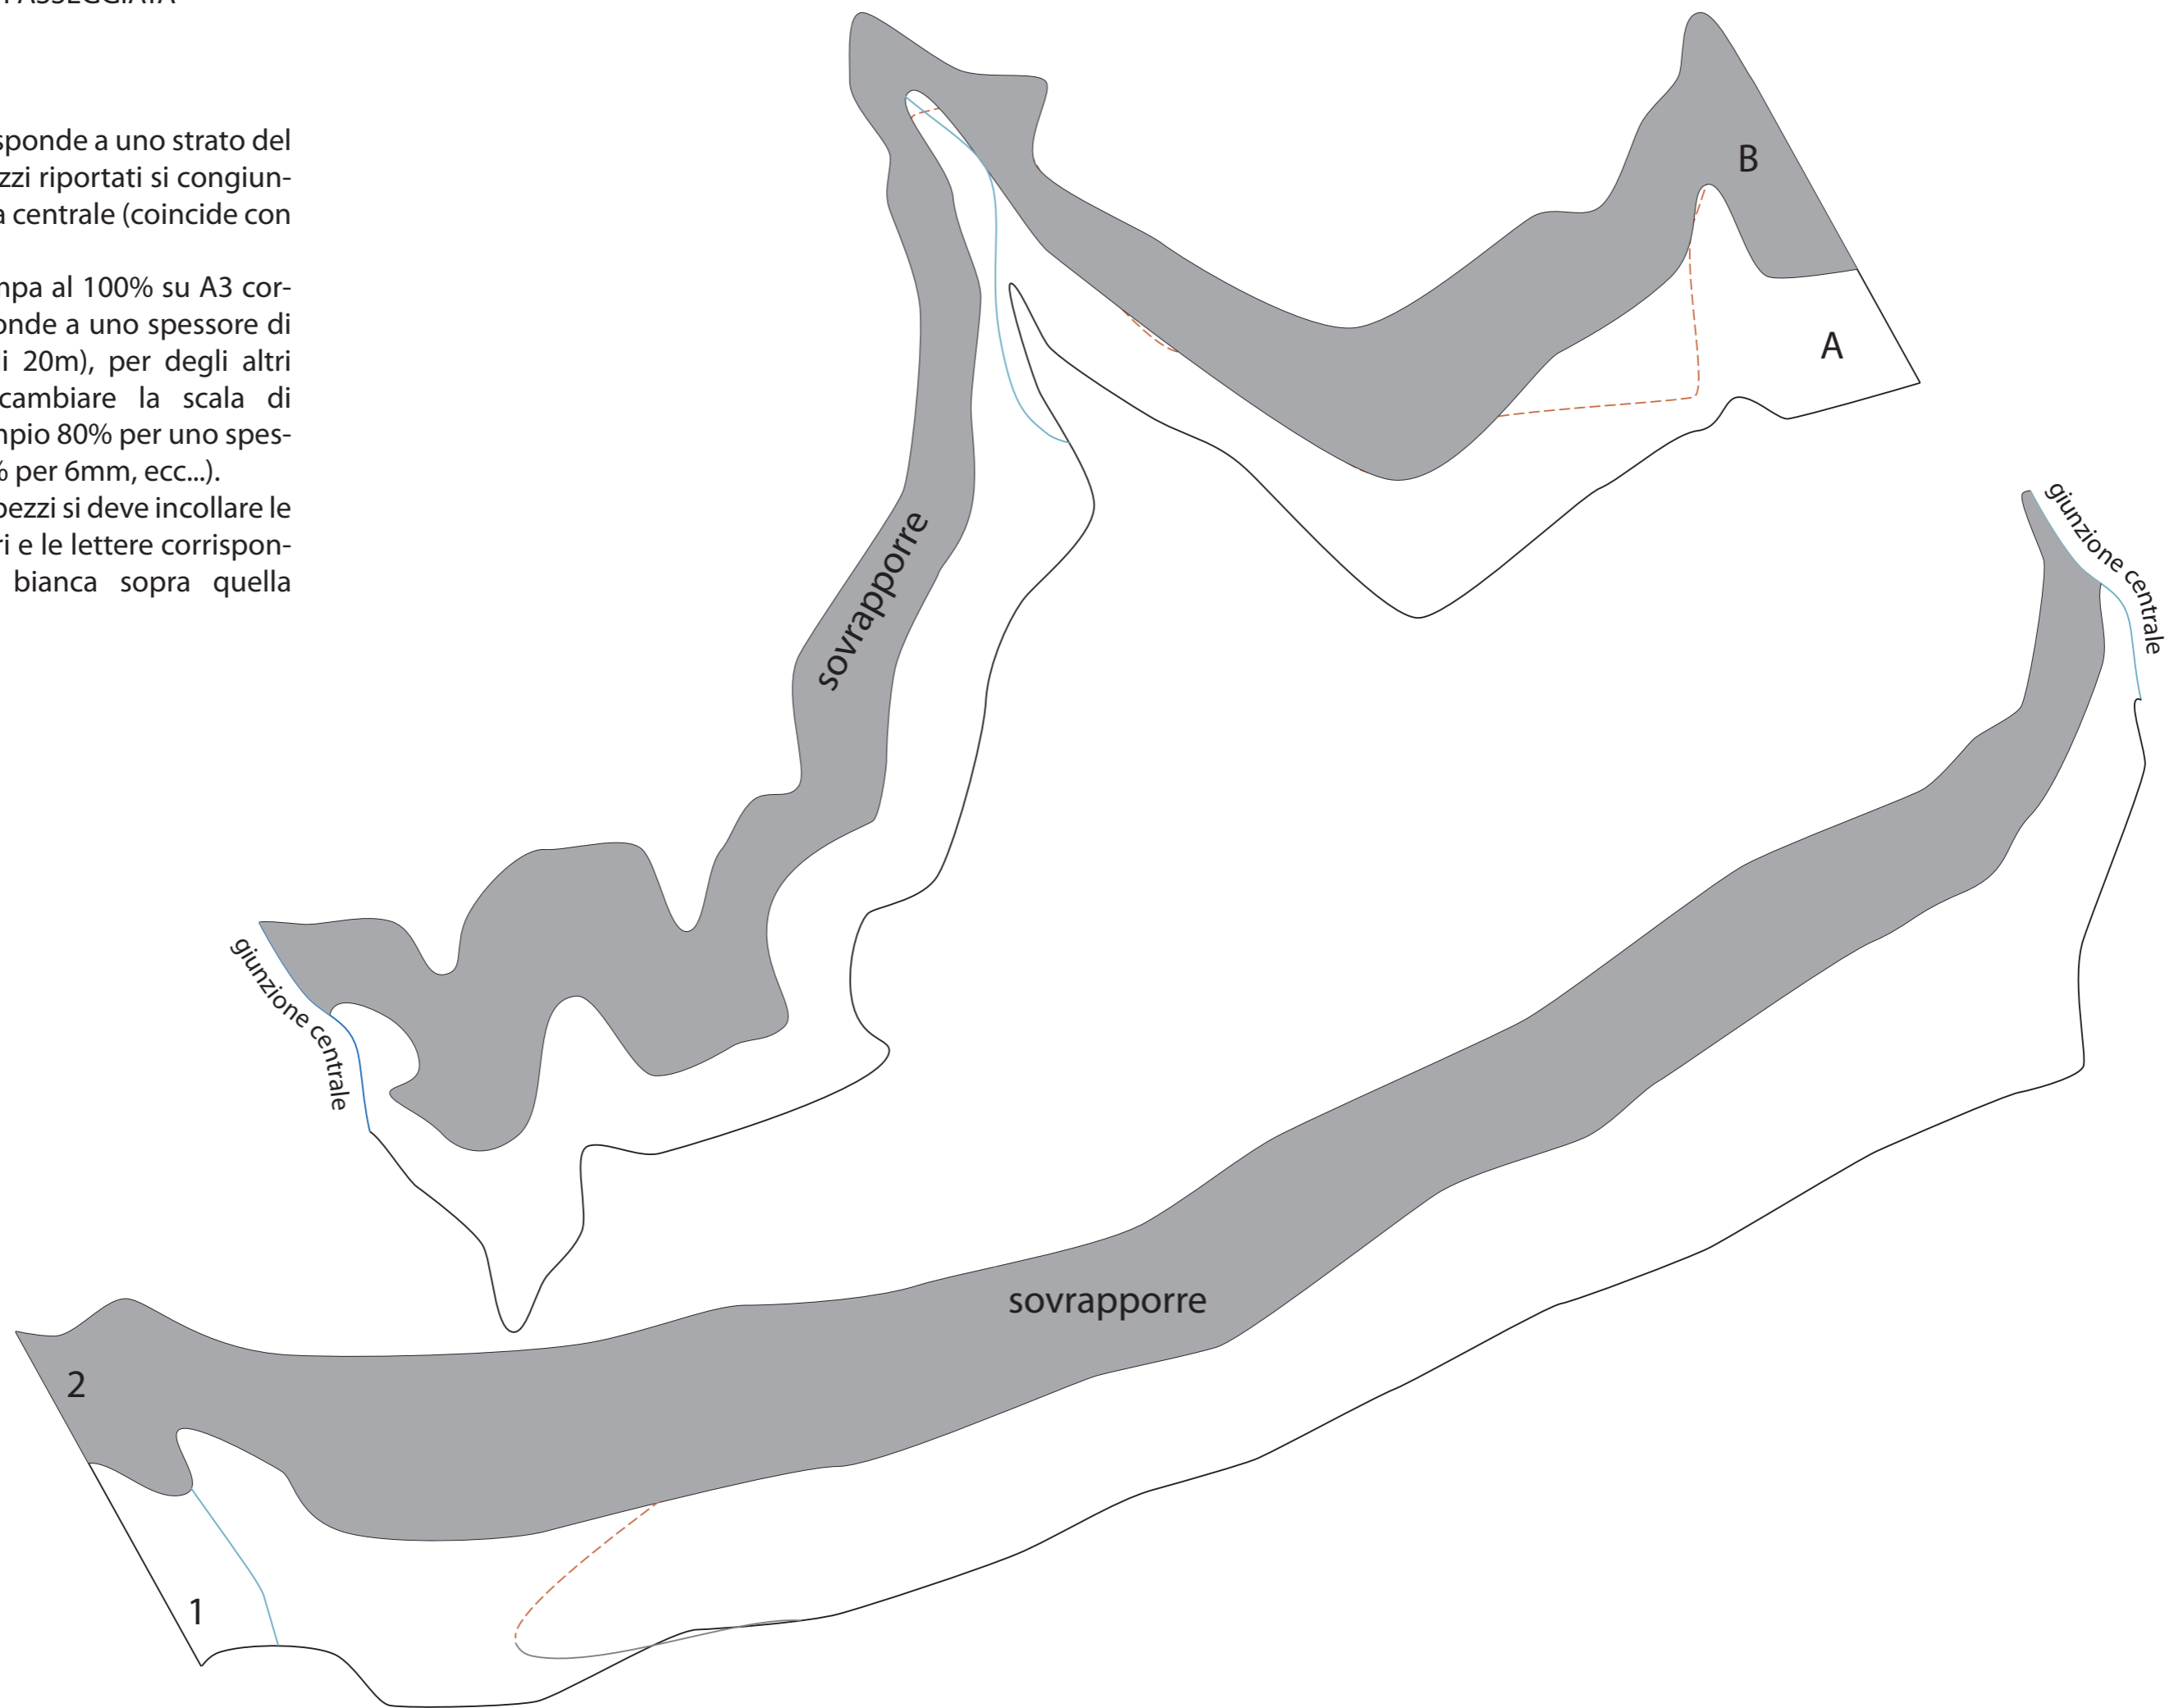 PASSEGGIATA
sponde a uno strato del
zzi riportati si congiun-
a centrale (coincide con
mpa al 100% su A3 cor-
onde a uno spessore di
i 20m), per degli altri
cambiare la scala di
npio 80% per uno spes-
% per 6mm, ecc...).
pezzi si deve incollare le
ri e le lettere corrispon-
bianca sopra quella
B
A
giunzione centrale
sovrapporre
giunzione centrale
sovrapporre
2
1